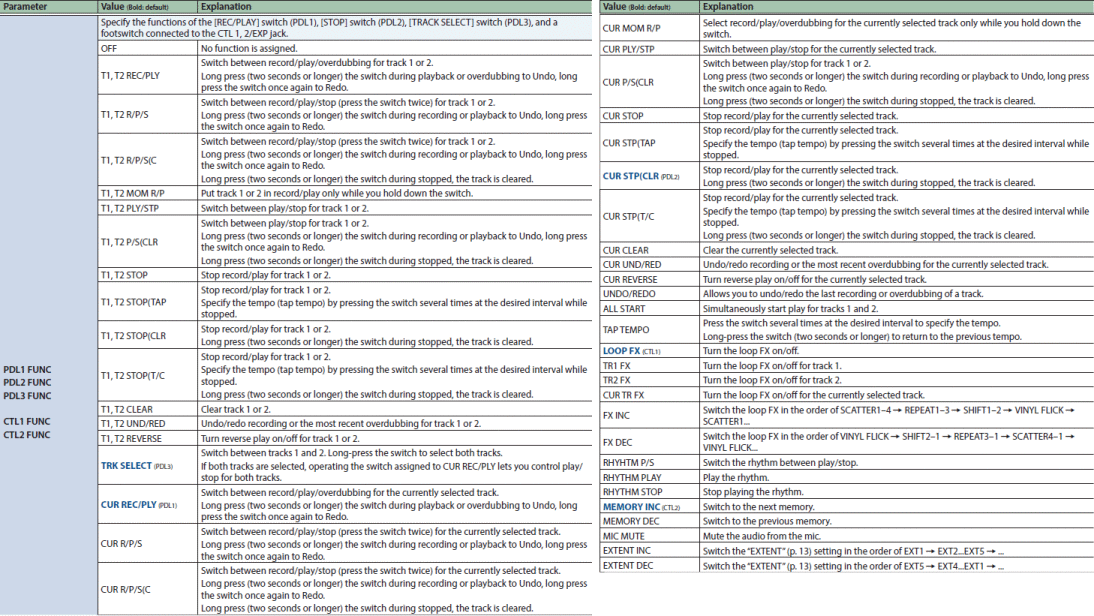 Parameter
Value (Bold: default)
Explanation
Specify the functions of the [REC/PLAY] switch (PDL1), [STOP] switch (PDL2), [TRACK SELECT] switch (PDL3), and a
footswitch connected to the CTL 1, 2/EXP jack.
PDL1 FUNC
PDL2 FUNC
PDL3 FUNC
CTL1 FUNC
CTL2 FUNC
OFF
No function is assigned.
T1, T2 REC/PLY
Switch between record/play/overdubbing for track 1 or 2.
Long press (two seconds or longer) the switch during playback or overdubbing to Undo, long
press the switch once again to Redo.
T1, T2 R/P/S
Switch between record/play/stop (press the switch twice) for track 1 or 2.
Long press (two seconds or longer) the switch during recording or playback to Undo, long press
the switch once again to Redo.
T1, T2 R/P/S(C
Switch between record/play/stop (press the switch twice) for track 1 or 2.
Long press (two seconds or longer) the switch during recording or playback to Undo, long press
the switch once again to Redo.
Long press (two seconds or longer) the switch during stopped, the track is cleared.
T1, T2 MOM R/P
Put track 1 or 2 in record/play only while you hold down the switch.
T1, T2 PLY/STP
Switch between play/stop for track 1 or 2.
T1, T2 P/S(CLR
Switch between play/stop for track 1 or 2.
Long press (two seconds or longer) the switch during recording or playback to Undo, long press
the switch once again to Redo.
Long press (two seconds or longer) the switch during stopped, the track is cleared.
T1, T2 STOP
Stop record/play for track 1 or 2.
T1, T2 STOP(TAP
Stop record/play for track 1 or 2.
Specify the tempo (tap tempo) by pressing the switch several times at the desired interval while
stopped.
T1, T2 STOP(CLR
Stop record/play for track 1 or 2.
Long press (two seconds or longer) the switch during stopped, the track is cleared.
T1, T2 STOP(T/C
Stop record/play for track 1 or 2.
Specify the tempo (tap tempo) by pressing the switch several times at the desired interval while
stopped.
Long press (two seconds or longer) the switch during stopped, the track is cleared.
T1, T2 CLEAR
Clear track 1 or 2.
T1, T2 UND/RED
Undo/redo recording or the most recent overdubbing for track 1 or 2.
T1, T2 REVERSE
Turn reverse play on/off for track 1 or 2.
TRK SELECT (PDL3)
Switch between tracks 1 and 2. Long-press the switch to select both tracks.
If both tracks are selected, operating the switch assigned to CUR REC/PLY lets you control play/
stop for both tracks.
CUR REC/PLY (PDL1)
Switch between record/play/overdubbing for the currently selected track.
Long press (two seconds or longer) the switch during playback or overdubbing to Undo, long
press the switch once again to Redo.
CUR R/P/S
Switch between record/play/stop (press the switch twice) for the currently selected track.
Long press (two seconds or longer) the switch during recording or playback to Undo, long press
the switch once again to Redo.
CUR R/P/S(C
Switch between record/play/stop (press the switch twice) for the currently selected track.
Long press (two seconds or longer) the switch during recording or playback to Undo, long press
the switch once again to Redo.
Long press (two seconds or longer) the switch during stopped, the track is cleared.
Value (Bold: default)
Explanation
CUR MOM R/P
Select record/play/overdubbing for the currently selected track only while you hold down the
switch.
CUR PLY/STP
Switch between play/stop for the currently selected track.
CUR P/S(CLR
Switch between play/stop for track 1 or 2.
Long press (two seconds or longer) the switch during recording or playback to Undo, long press
the switch once again to Redo.
Long press (two seconds or longer) the switch during stopped, the track is cleared.
CUR STOP
Stop record/play for the currently selected track.
CUR STP(TAP
Stop record/play for the currently selected track.
Specify the tempo (tap tempo) by pressing the switch several times at the desired interval while
stopped.
CUR STP(CLR (PDL2)
Stop record/play for the currently selected track.
Long press (two seconds or longer) the switch during stopped, the track is cleared.
CUR STP(T/C
Stop record/play for the currently selected track.
Specify the tempo (tap tempo) by pressing the switch several times at the desired interval while
stopped.
Long press (two seconds or longer) the switch during stopped, the track is cleared.
CUR CLEAR
Clear the currently selected track.
CUR UND/RED
Undo/redo recording or the most recent overdubbing for the currently selected track.
CUR REVERSE
Turn reverse play on/off for the currently selected track.
UNDO/REDO
Allows you to undo/redo the last recording or overdubbing of a track.
ALL START
Simultaneously start play for tracks 1 and 2.
TAP TEMPO
Press the switch several times at the desired interval to specify the tempo.
Long-press the switch (two seconds or longer) to return to the previous tempo.
LOOP FX (CTL1)
Turn the loop FX on/off.
TR1 FX
Turn the loop FX on/off for track 1.
TR2 FX
Turn the loop FX on/off for track 2.
CUR TR FX
Turn the loop FX on/off for the currently selected track.
FX INC
Switch the loop FX in the order of SCATTER1–4 → REPEAT1–3 → SHIFT1–2 → VINYL FLICK →
SCATTER1...
FX DEC
Switch the loop FX in the order of VINYL FLICK → SHIFT2–1 → REPEAT3–1 → SCATTER4–1 →
VINYL FLICK...
RHYHTM P/S
Switch the rhythm between play/stop.
RHYTHM PLAY
Play the rhythm.
RHYTHM STOP
Stop playing the rhythm.
MEMORY INC (CTL2)
Switch to the next memory.
MEMORY DEC
Switch to the previous memory.
MIC MUTE
Mute the audio from the mic.
EXTENT INC
Switch the "EXTENT" (p. 13) setting in the order of EXT1 → EXT2...EXT5 → ...
EXTENT DEC
Switch the "EXTENT" (p. 13) setting in the order of EXT5 → EXT4...EXT1 → ...